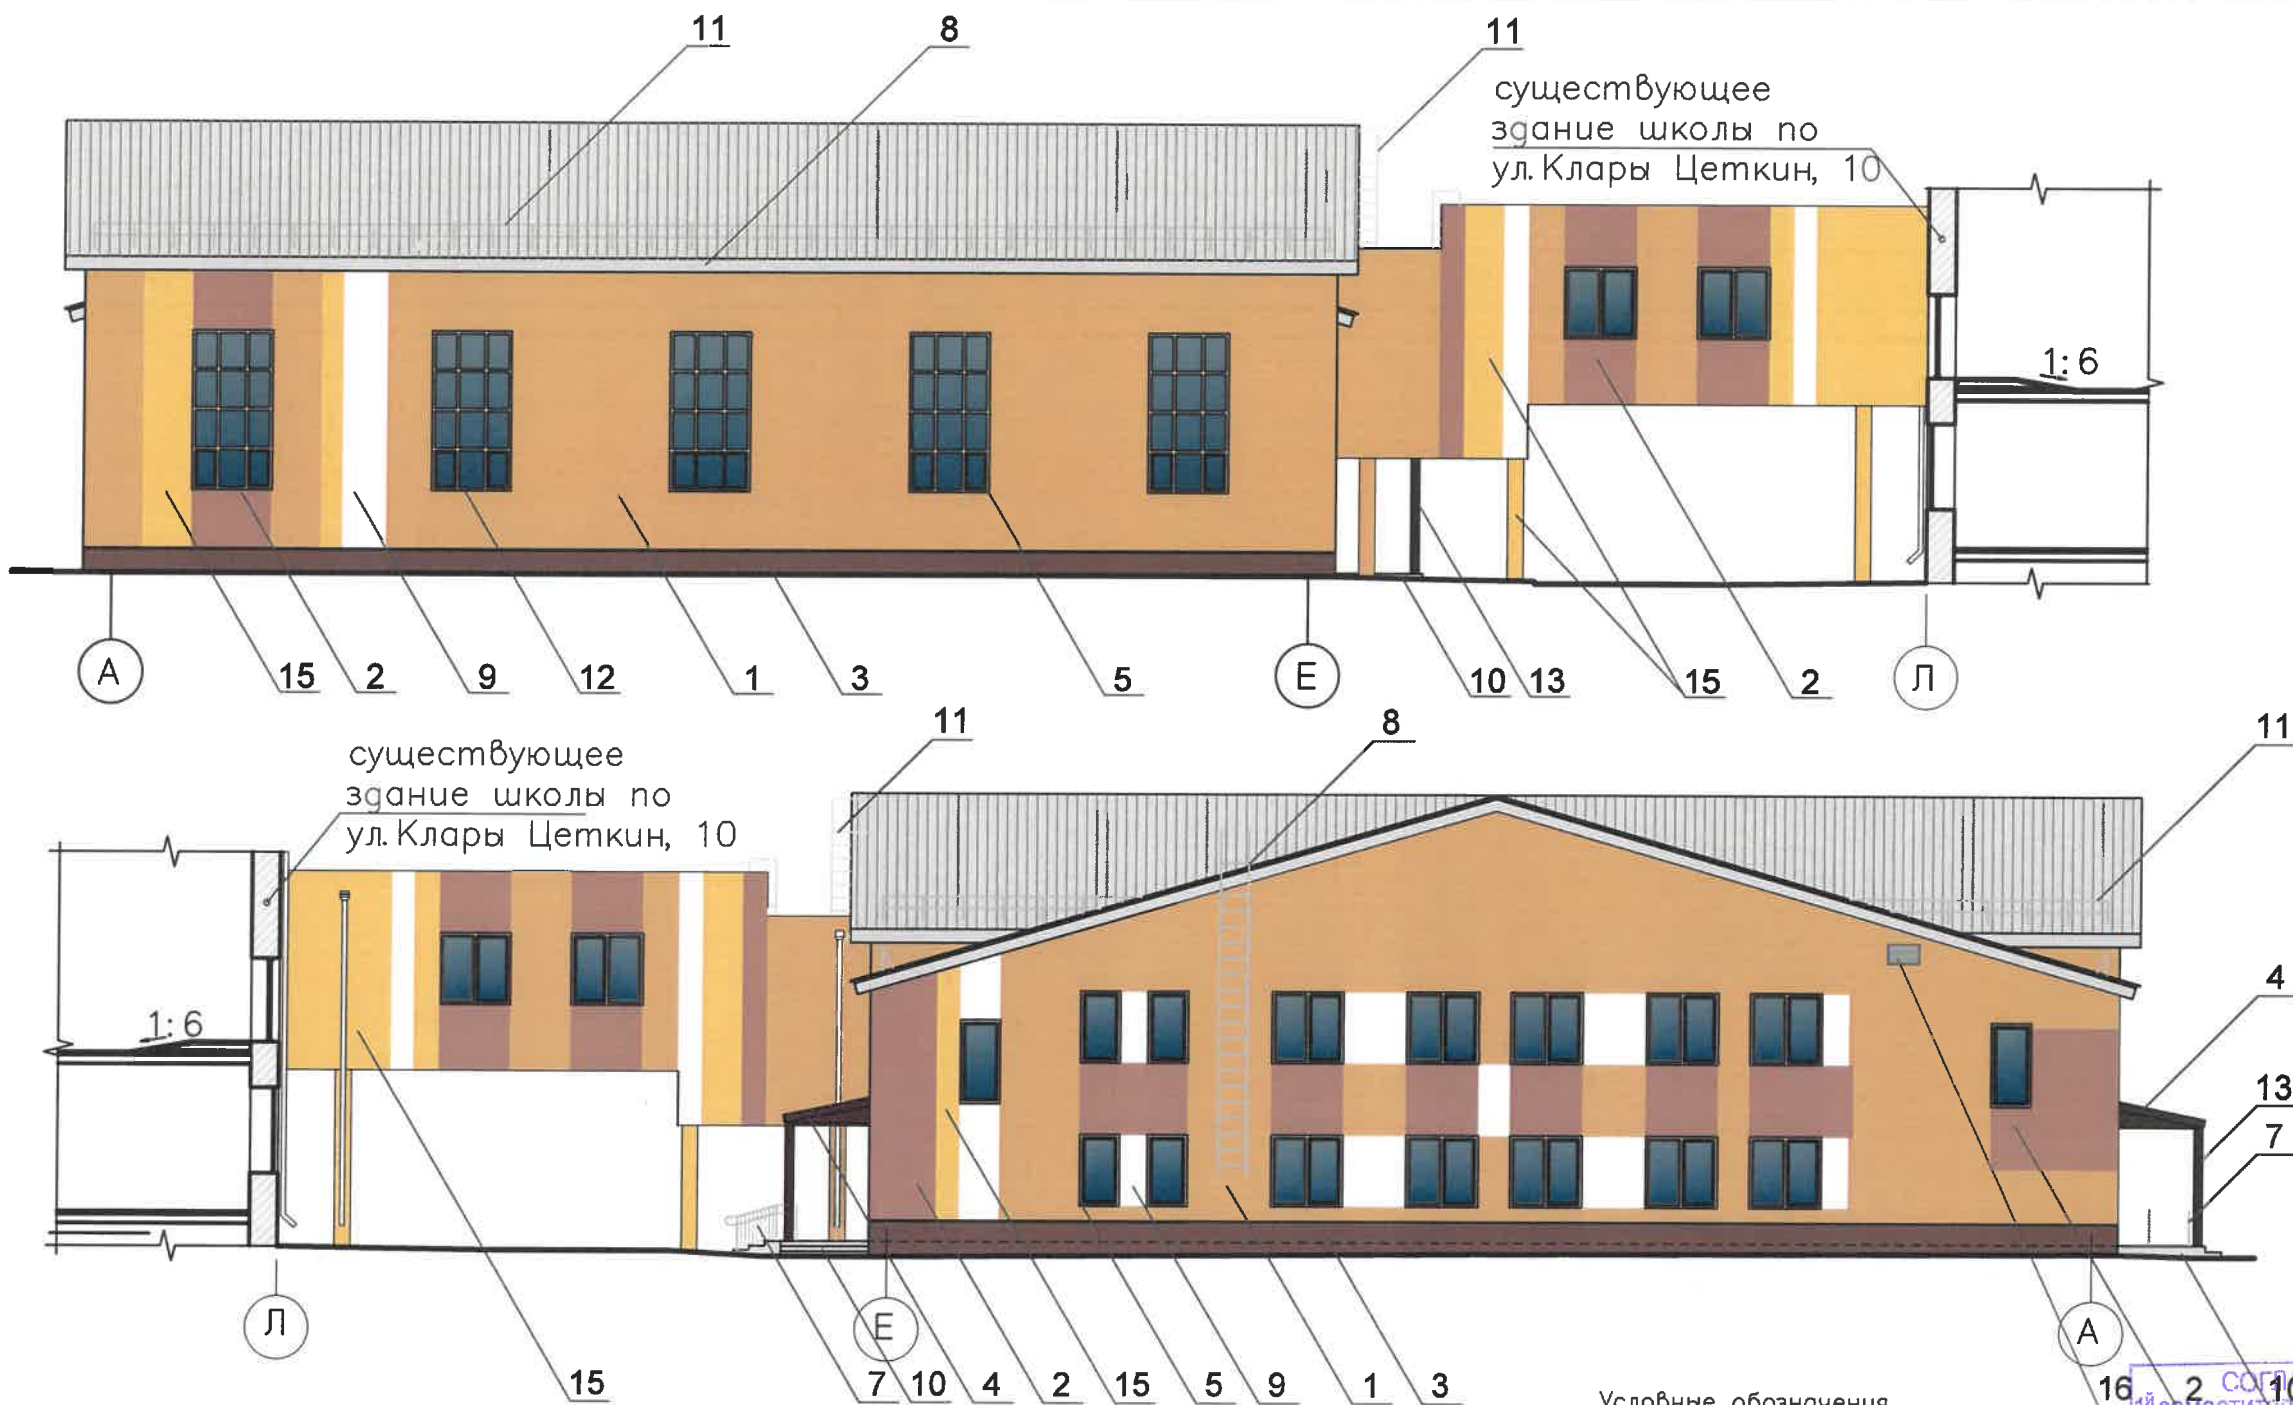 11 8 11
существующее
здание школы по
ул. Клары Цеткин, 10
1:6
А Е Л
15 2 9 12 1 3 5 10 13 15 2
11 8 11
существующее
здание школы по
ул. Клары Цеткин, 10
1:6
4
13
7
Л Е А
15 7 10 4 2 15 5 9 1 3 16 2 10
Условные обозначения